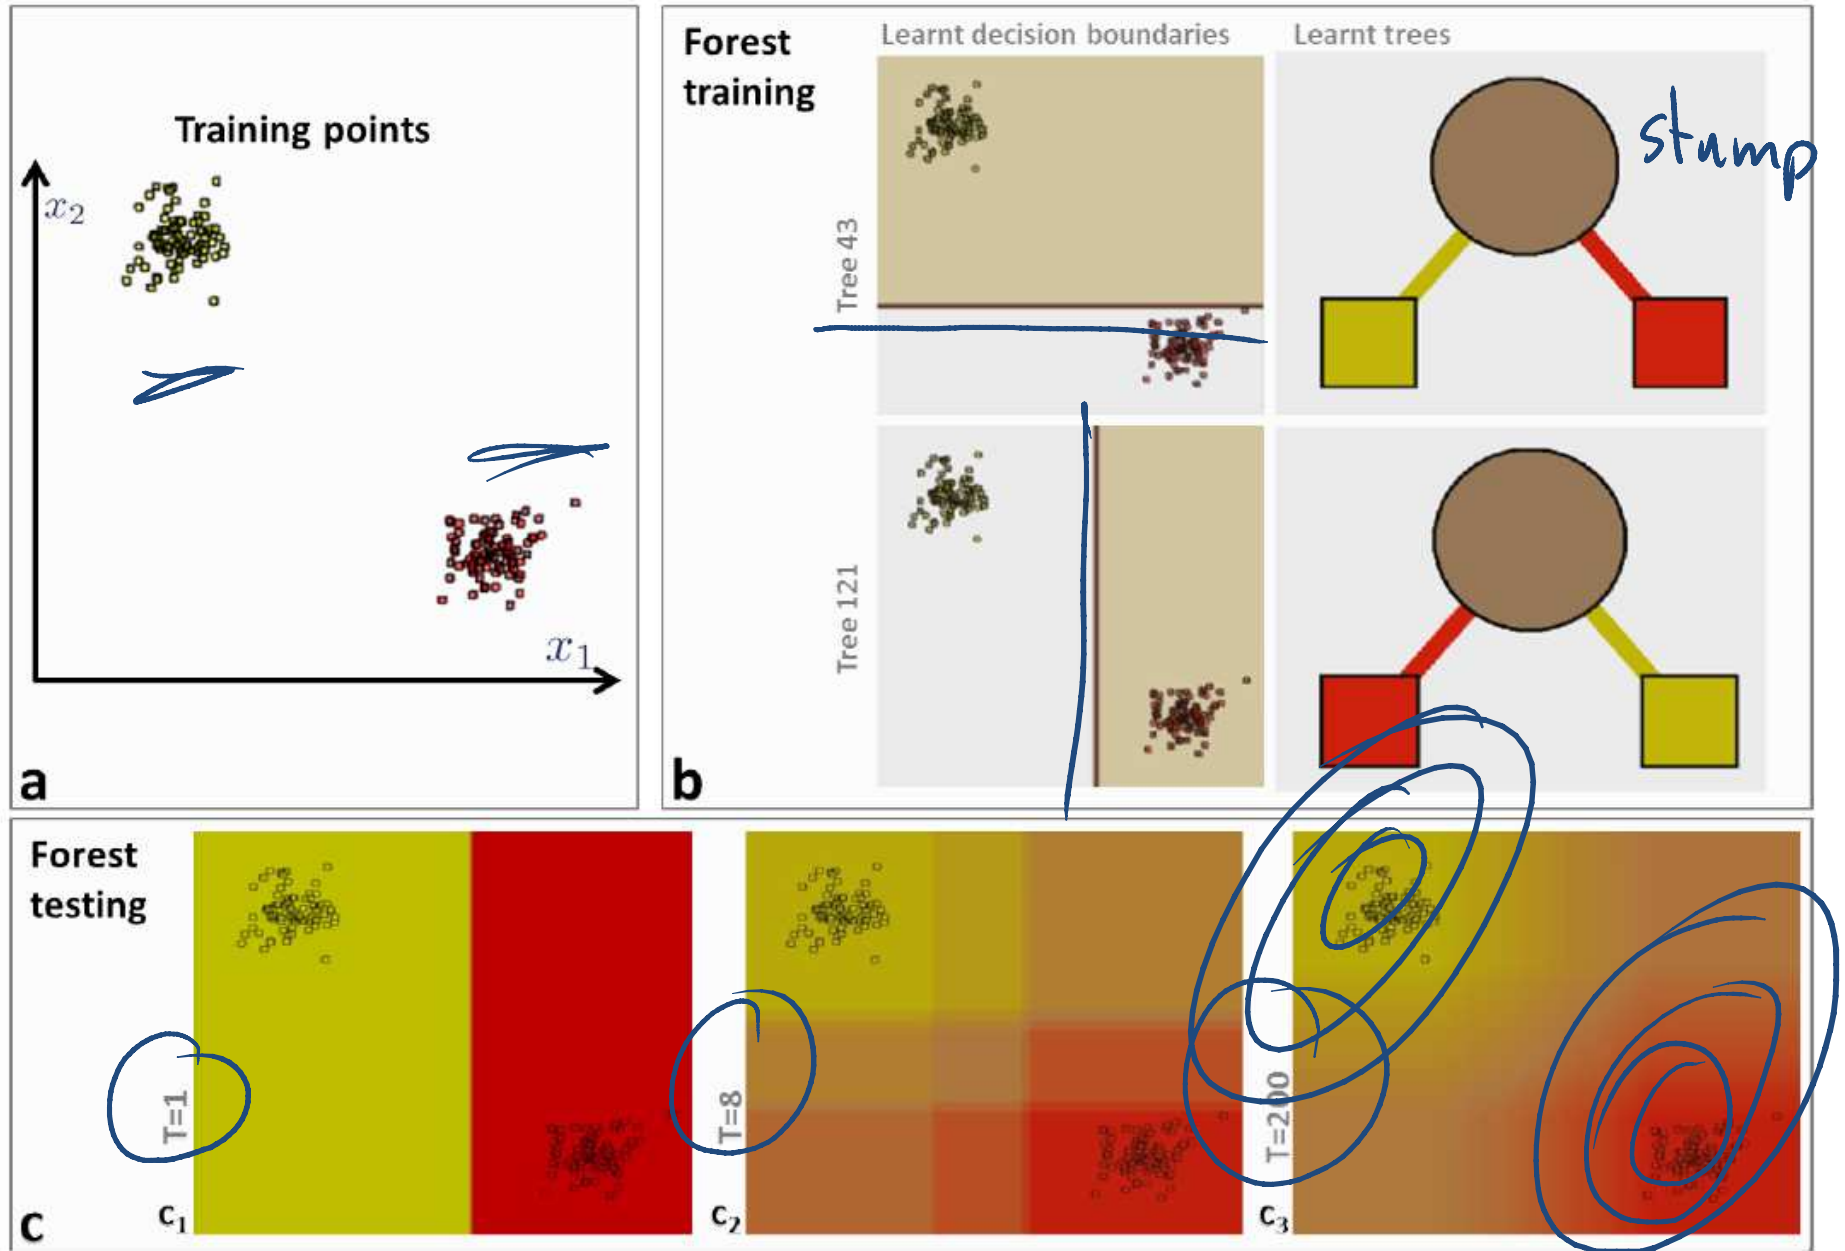 Training points
x₂
x₁
a
Forest
training
Learnt decision boundaries
Learnt trees
Tree 43
stump
Tree 121
b
Forest
testing
T=1
c₁
T=8
c₂
T=200
c₃
c